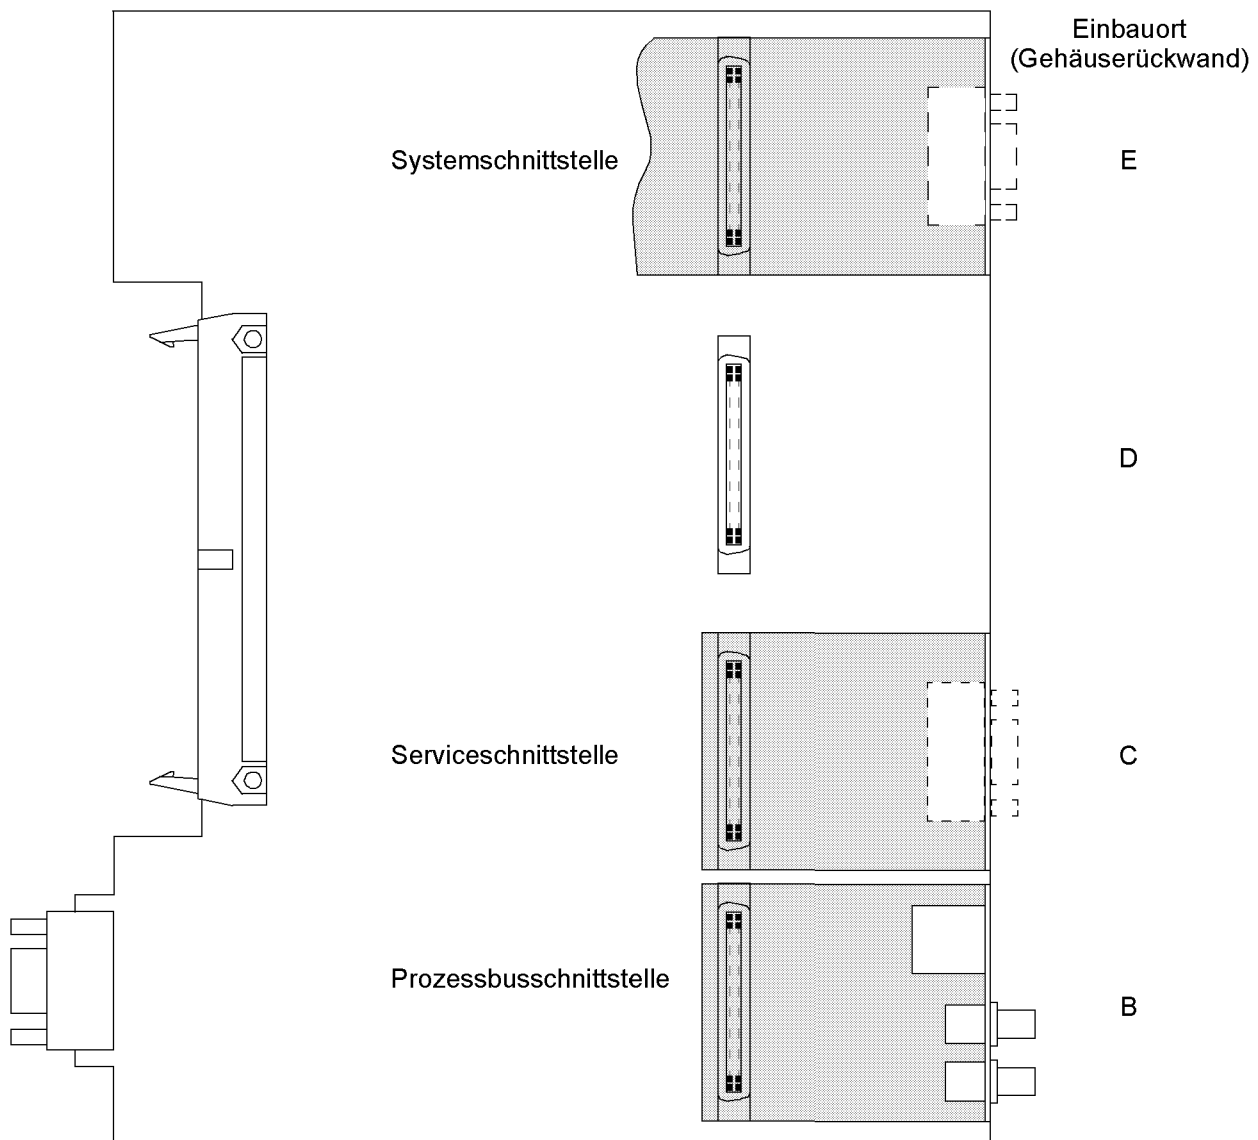 Einbauort
(Gehäuserückwand)
Systemschnittstelle
E
D
Serviceschnittstelle
C
Prozessbusschnittstelle
B